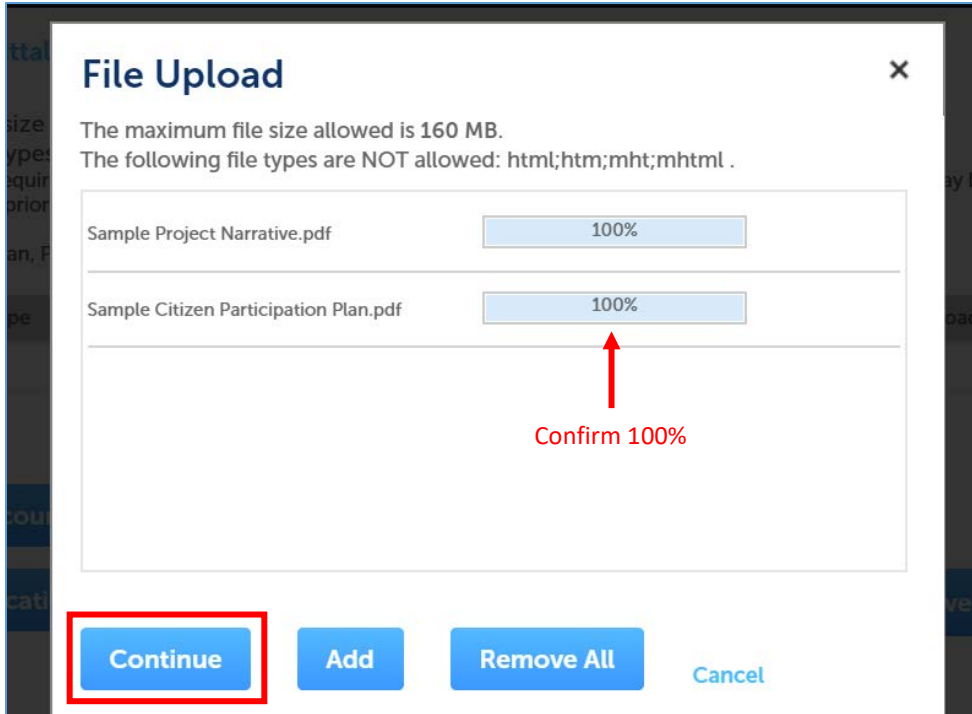 File Upload
×
The maximum file size allowed is 160 MB.
The following file types are NOT allowed: html;htm;mht;mhtml .
Sample Project Narrative.pdf 100%
Sample Citizen Participation Plan.pdf 100%
Confirm 100%
Continue Add Remove All Cancel